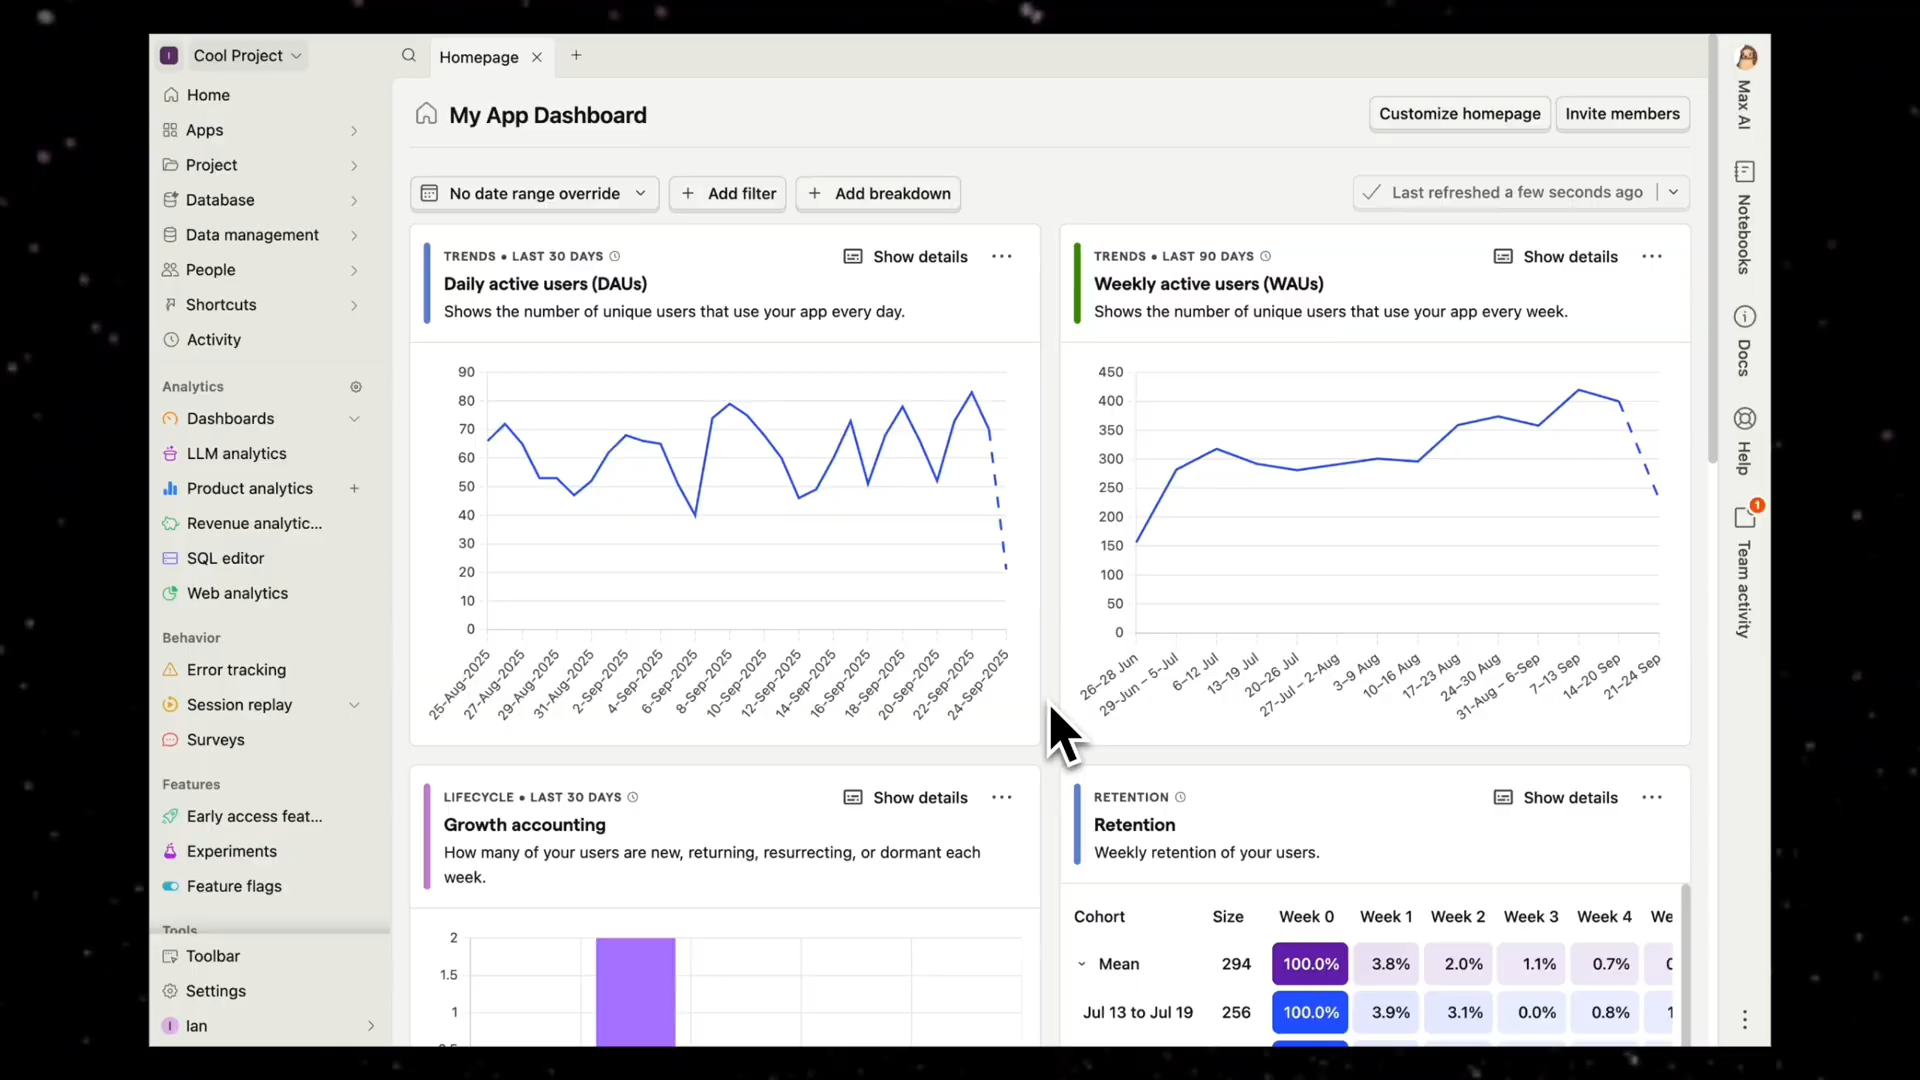 Cool Project
Home
Apps
Project
Database
Data management
People
Shortcuts
Activity
Analytics
Dashboards
LLM analytics
Product analytics
Revenue analytic...
SQL editor
Web analytics
Behavior
Error tracking
Session replay
Surveys
Features
Early access feat...
Experiments
Feature flags
Tools
Toolbar
Settings
I Ian
Homepage
My App Dashboard
Customize homepage
Invite members
No date range override
Add filter
Add breakdown
Last refreshed a few seconds ago
TRENDS • LAST 30 DAYS
Show details
Daily active users (DAUs)
Shows the number of unique users that use your app every day.
90
80
70
60
50
40
30
20
10
0
25-Aug-2025
27-Aug-2025
29-Aug-2025
31-Aug-2025
2-Sep-2025
4-Sep-2025
6-Sep-2025
8-Sep-2025
10-Sep-2025
12-Sep-2025
14-Sep-2025
16-Sep-2025
18-Sep-2025
20-Sep-2025
22-Sep-2025
24-Sep-2025
TRENDS • LAST 90 DAYS
Show details
Weekly active users (WAUs)
Shows the number of unique users that use your app every week.
450
400
350
300
250
200
150
100
50
0
26–28 Jun
29-Jun – 5-Jul
6–12 Jul
13–19 Jul
20–26 Jul
27-Jul – 2-Aug
3–9 Aug
10–16 Aug
17–23 Aug
24–30 Aug
31-Aug – 6-Sep
7–13 Sep
14–20 Sep
21–24 Sep
LIFECYCLE • LAST 30 DAYS
Show details
Growth accounting
How many of your users are new, returning, resurrecting, or dormant each
week.
2
1.5
1
RETENTION
Show details
Retention
Weekly retention of your users.
Cohort Size Week 0 Week 1 Week 2 Week 3 Week 4 We
Mean 294 100.0% 3.8% 2.0% 1.1% 0.7%
Jul 13 to Jul 19 256 100.0% 3.9% 3.1% 0.0% 0.8% 1
Max AI
Notebooks
Docs
Help
1
Team activity